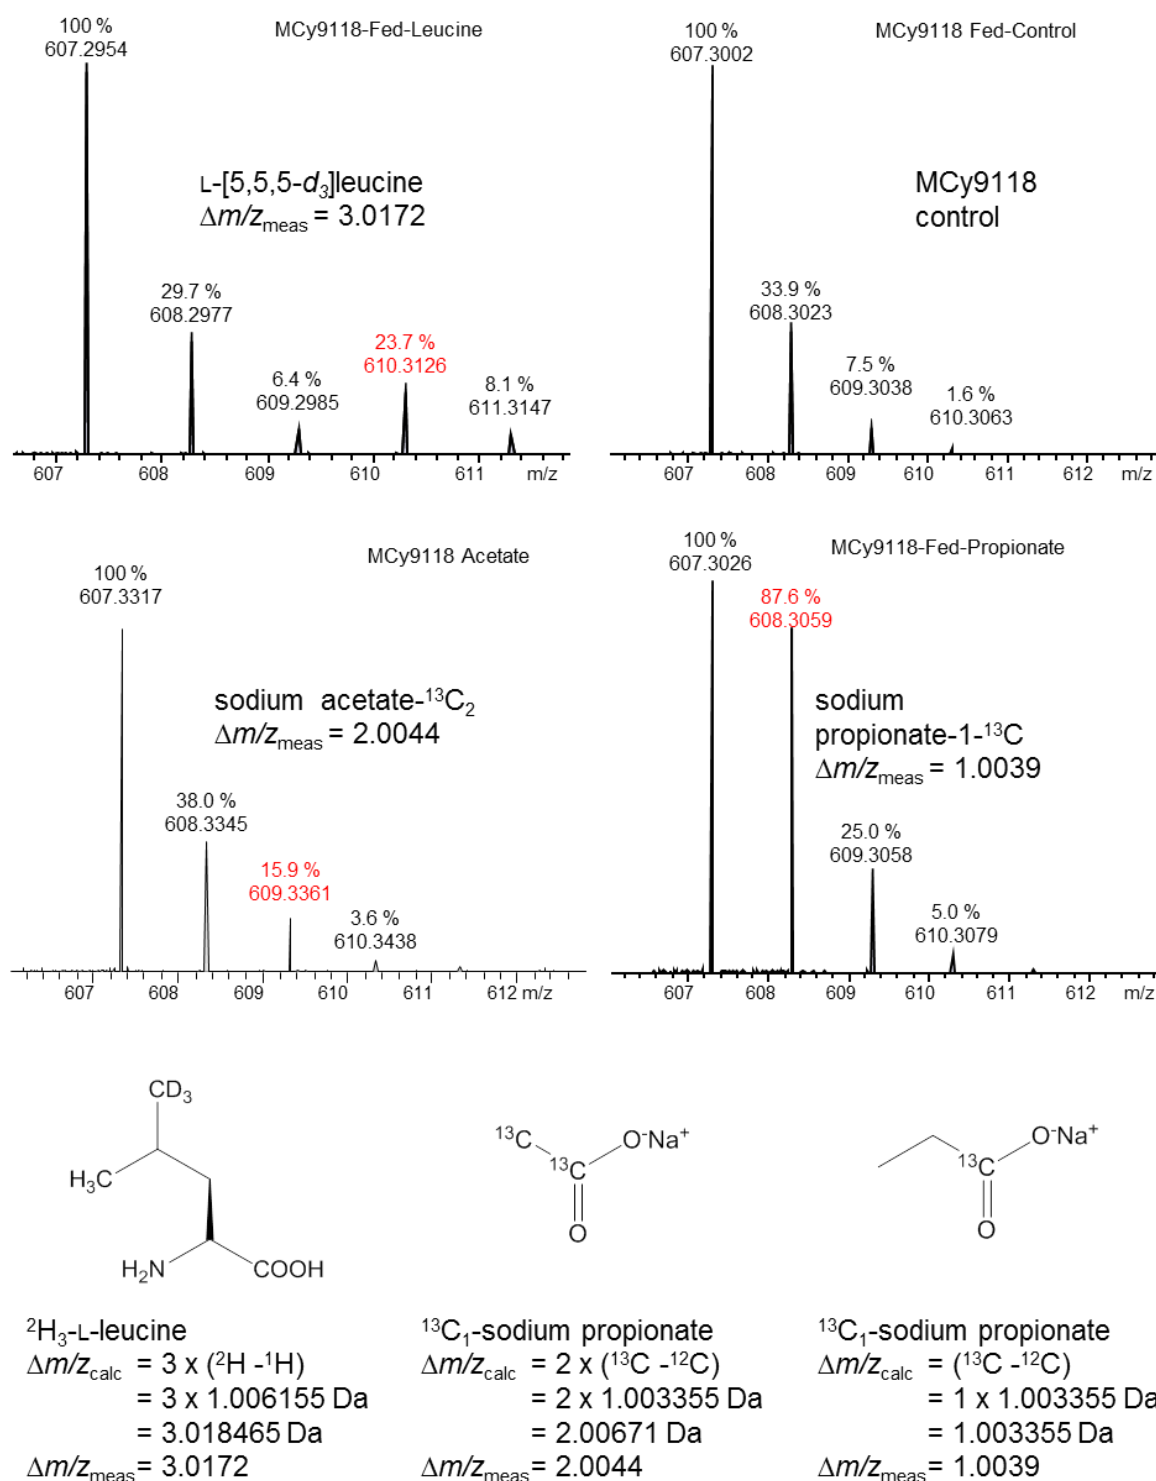 MCy9118-Fed-Leucine
100 %
607.2954
L-[5,5,5-d₃]leucine
Δm/z_meas = 3.0172
29.7 %
608.2977
6.4 %
609.2985
23.7 %
610.3126
8.1 %
611.3147
607 608 609 610 611 m/z
MCy9118 Fed-Control
100 %
607.3002
MCy9118
control
33.9 %
608.3023
7.5 %
609.3038
1.6 %
610.3063
607 608 609 610 611 612 m/z
MCy9118 Acetate
100 %
607.3317
sodium acetate-¹³C₂
Δm/z_meas = 2.0044
38.0 %
608.3345
15.9 %
609.3361
3.6 %
610.3438
607 608 609 610 611 612 m/z
MCy9118-Fed-Propionate
100 %
607.3026
87.6 %
608.3059
sodium
propionate-1-¹³C
Δm/z_meas = 1.0039
25.0 %
609.3058
5.0 %
610.3079
607 608 609 610 611 612 m/z
CD₃
H₃C
H₂N
COOH
¹³C
¹³C
O⁻Na⁺
O
¹³C
O⁻Na⁺
O
²H₃-L-leucine
Δm/z_calc = 3 x (²H -¹H)
= 3 x 1.006155 Da
= 3.018465 Da
Δm/z_meas = 3.0172
¹³C₁-sodium propionate
Δm/z_calc = 2 x (¹³C -¹²C)
= 2 x 1.003355 Da
= 2.00671 Da
Δm/z_meas = 2.0044
¹³C₁-sodium propionate
Δm/z_calc = (¹³C -¹²C)
= 1 x 1.003355 Da
= 1.003355 Da
Δm/z_meas = 1.0039